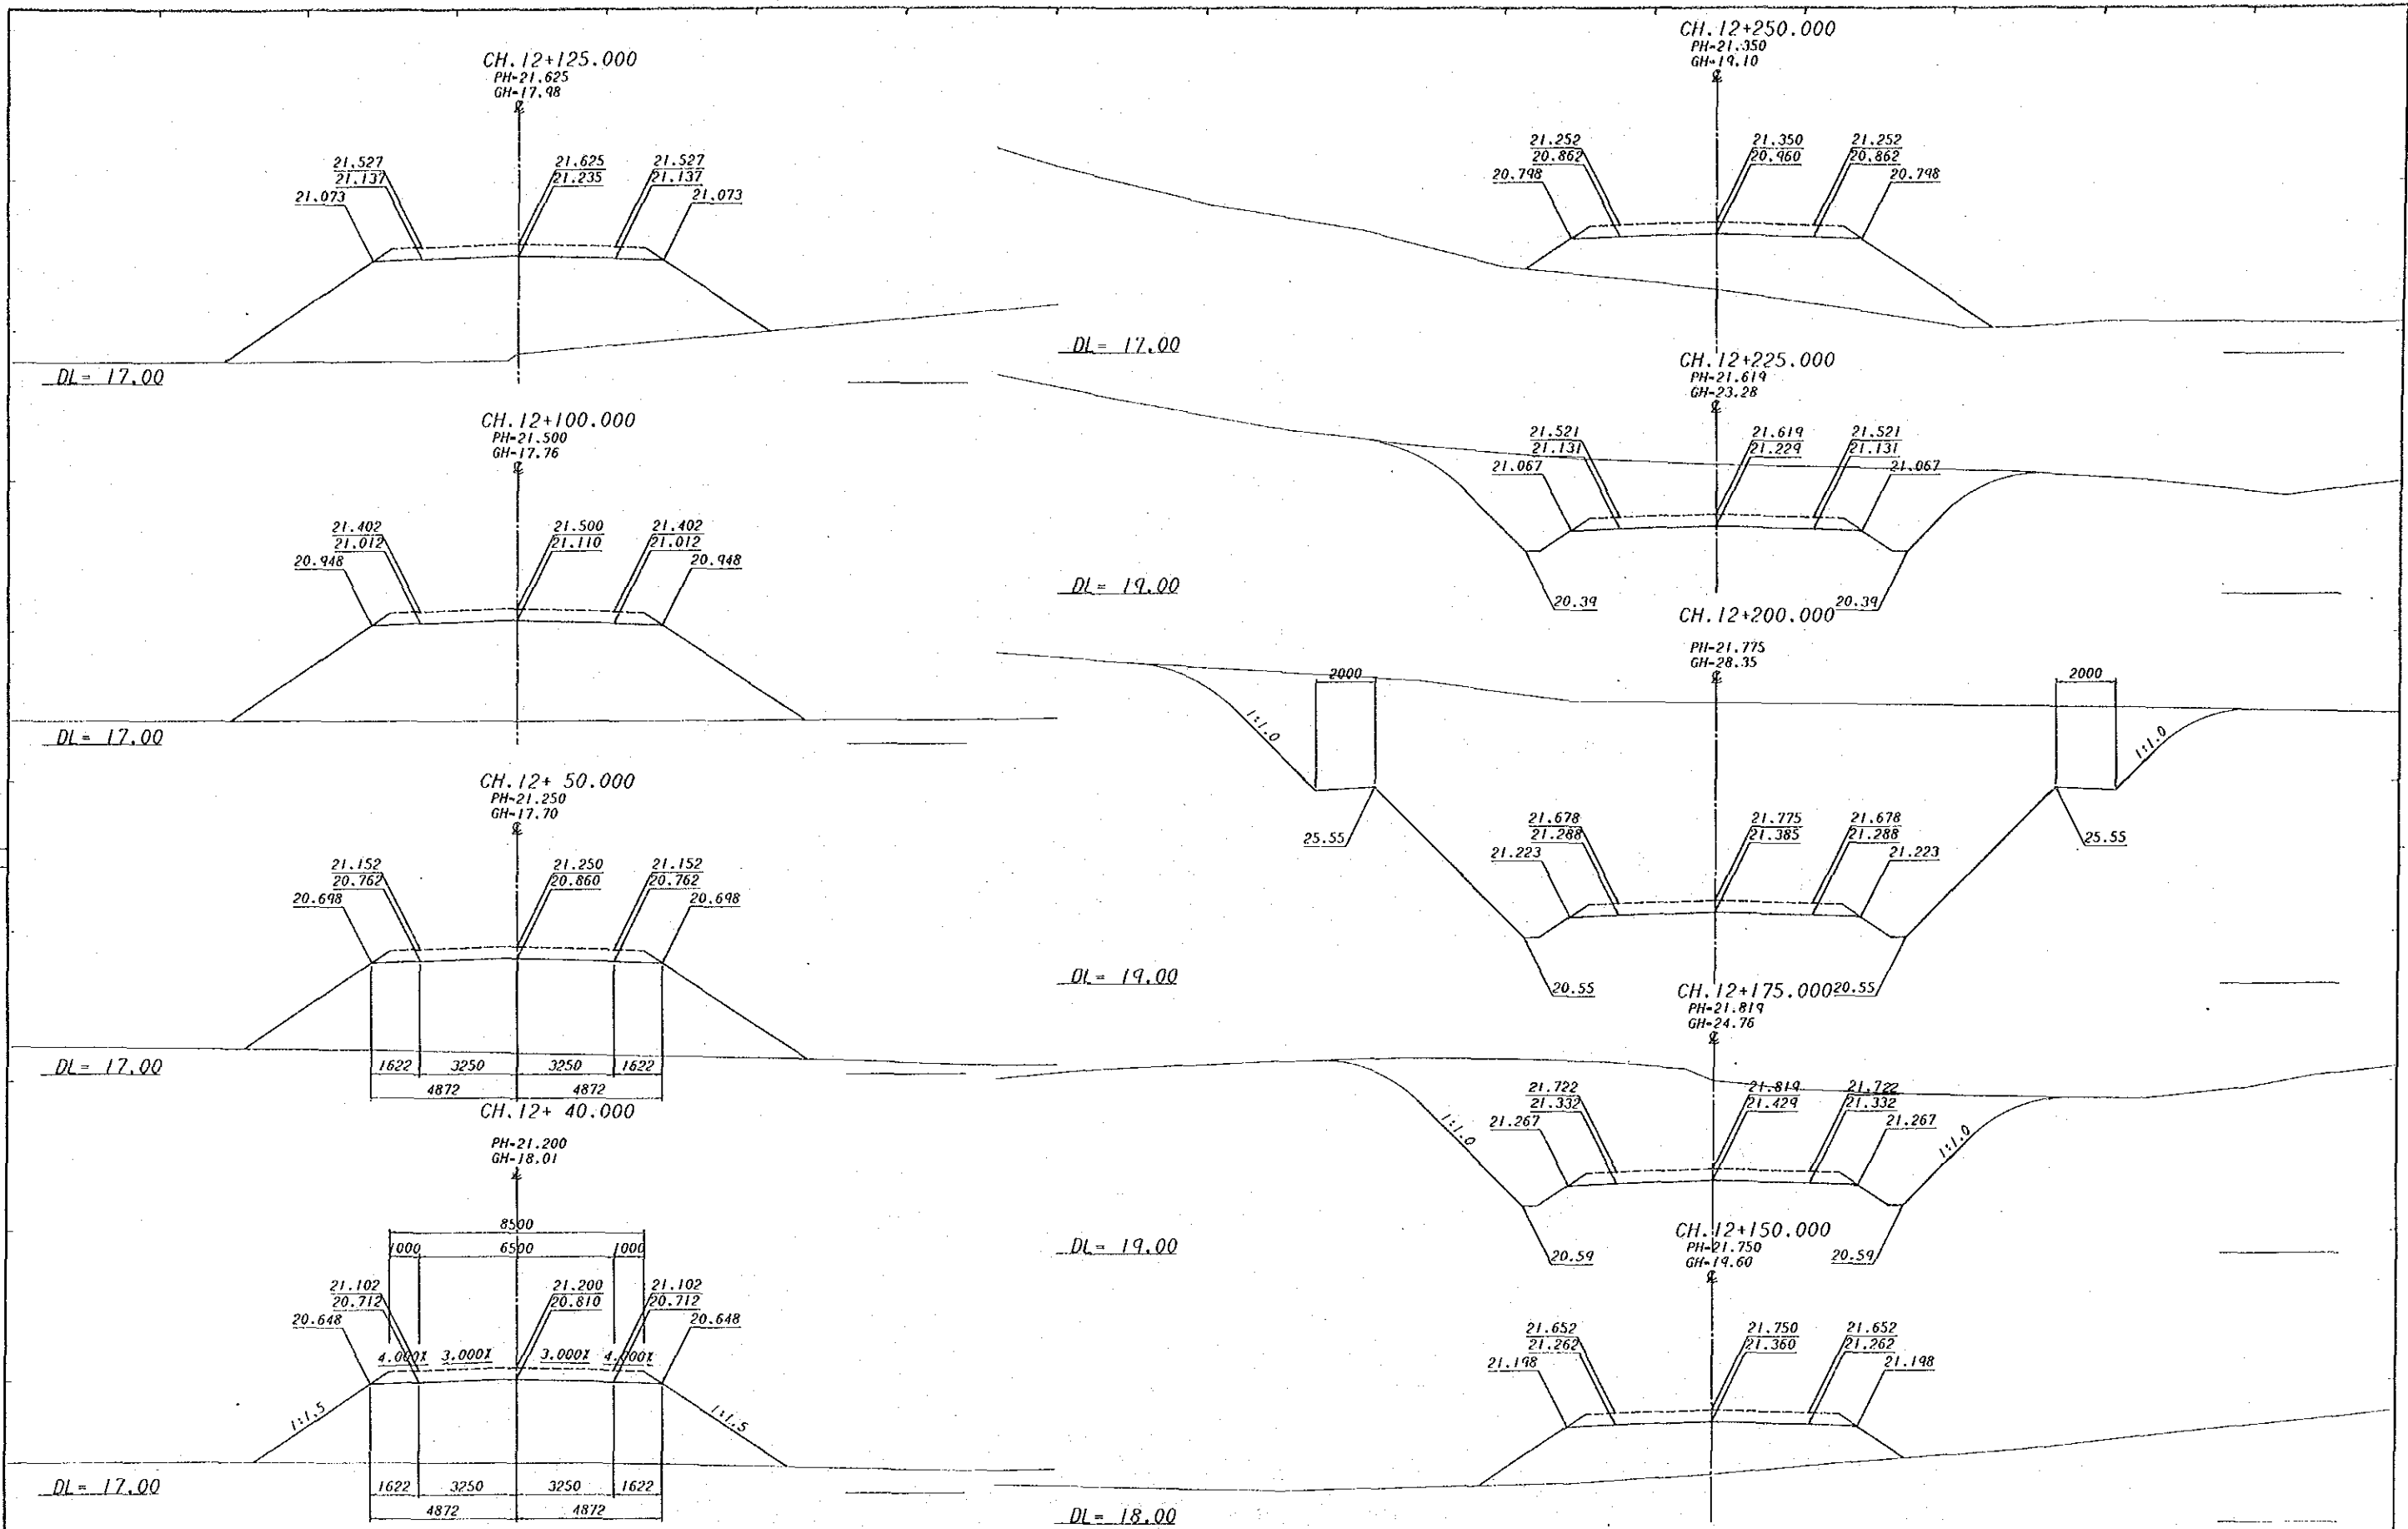 CH.12+125.000
PH=21.625
GH=17.98
21.527
21.137
21.073
21.625
21.235
21.527
21.137
21.073
DL= 17.00
CH.12+100.000
PH=21.500
GH=17.76
21.402
21.012
20.948
21.500
21.110
21.402
21.012
20.948
DL= 17.00
CH.12+ 50.000
PH=21.250
GH=17.70
21.152
20.762
20.698
21.250
20.860
21.152
20.762
20.698
DL= 17.00
1622 3250 3250 1622
4872 4872
CH.12+ 40.000
PH=21.200
GH=18.01
8500
1000 6500 1000
21.102
20.712
20.648
21.200
20.810
21.102
20.712
20.648
4.000% 3.000% 3.000% 4.000%
1:1.5 1:1.5
DL= 17.00
1622 3250 3250 1622
4872 4872
CH.12+250.000
PH=21.350
GH=19.10
21.252
20.862
20.798
21.350
20.960
21.252
20.862
20.798
DL= 17.00
CH.12+225.000
PH=21.619
GH=23.28
21.521
21.131
21.067
21.619
21.229
21.521
21.131
21.067
DL= 19.00
20.39 20.39
CH.12+200.000
PH=21.775
GH=28.35
2000 2000
1:1.0 1:1.0
25.55 25.55
21.678
21.288
21.223
21.775
21.385
21.678
21.288
21.223
DL= 19.00
20.55 20.55
CH.12+175.000
PH=21.819
GH=24.76
21.722
21.332
21.267
21.819
21.429
21.722
21.332
21.267
1:1.0 1:1.0
DL= 19.00
20.59 20.59
CH.12+150.000
PH=21.750
GH=19.60
21.652
21.262
21.198
21.750
21.360
21.652
21.262
21.198
DL= 18.00